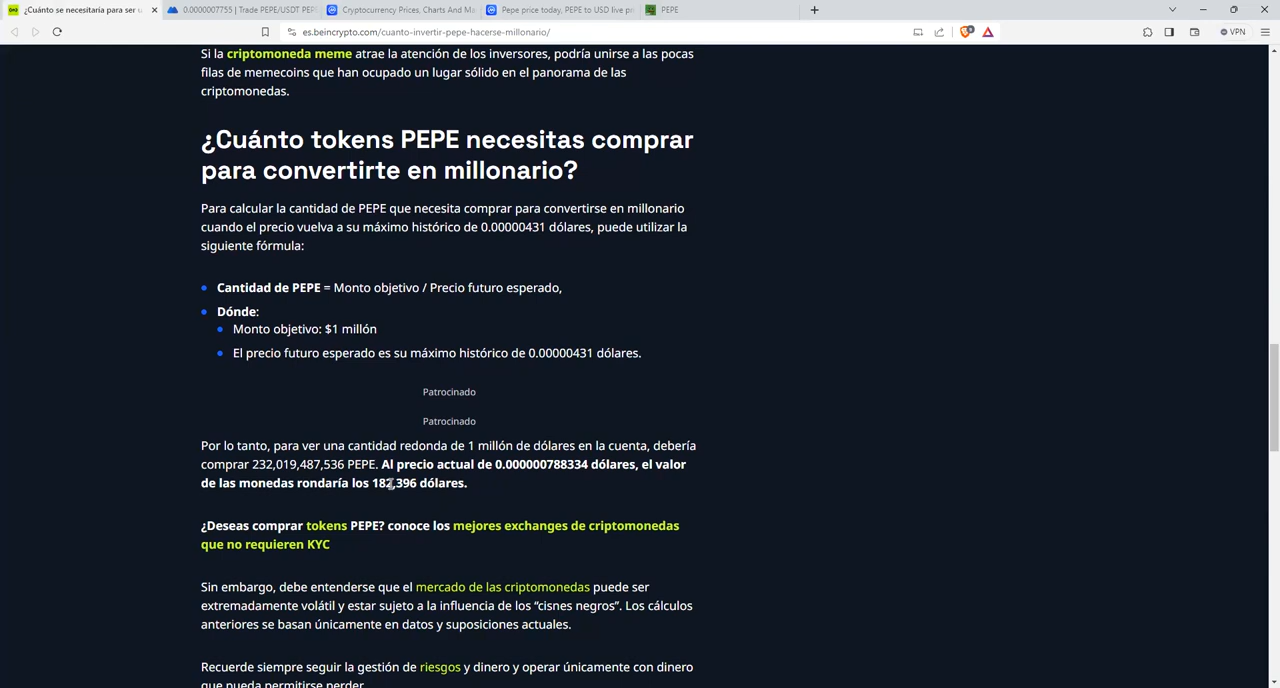 ¿Cuánto se necesitaría para ser u
0.0000007755 | Trade PEPE/USDT PEPE
Cryptocurrency Prices, Charts And Ma
Pepe price today, PEPE to USD live pr
PEPE
es.beincrypto.com/cuanto-invertir-pepe-hacerse-millonario/
VPN
Si la criptomoneda meme atrae la atención de los inversores, podría unirse a las pocas
filas de memecoins que han ocupado un lugar sólido en el panorama de las
criptomonedas.
¿Cuánto tokens PEPE necesitas comprar
para convertirte en millonario?
Para calcular la cantidad de PEPE que necesita comprar para convertirse en millonario
cuando el precio vuelva a su máximo histórico de 0.00000431 dólares, puede utilizar la
siguiente fórmula:
Cantidad de PEPE = Monto objetivo / Precio futuro esperado,
Dónde:
Monto objetivo: $1 millón
El precio futuro esperado es su máximo histórico de 0.00000431 dólares.
Patrocinado
Patrocinado
Por lo tanto, para ver una cantidad redonda de 1 millón de dólares en la cuenta, debería
comprar 232,019,487,536 PEPE. Al precio actual de 0.000000788334 dólares, el valor
de las monedas rondaría los 182,396 dólares.
¿Deseas comprar tokens PEPE? conoce los mejores exchanges de criptomonedas
que no requieren KYC
Sin embargo, debe entenderse que el mercado de las criptomonedas puede ser
extremadamente volátil y estar sujeto a la influencia de los “cisnes negros”. Los cálculos
anteriores se basan únicamente en datos y suposiciones actuales.
Recuerde siempre seguir la gestión de riesgos y dinero y operar únicamente con dinero
que pueda permitirse perder.